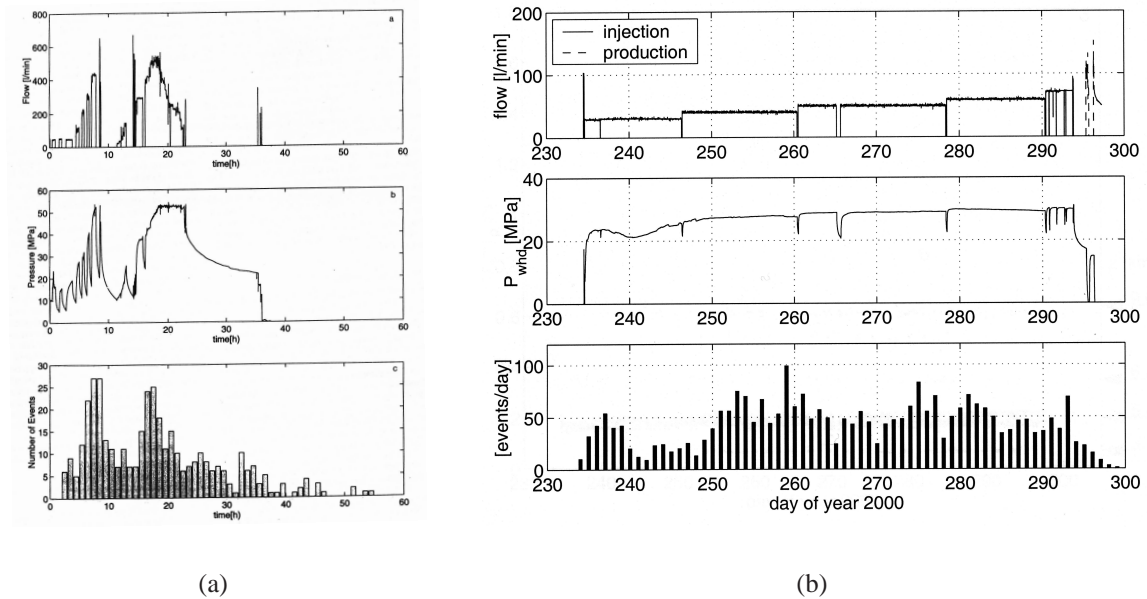 a
800
600
400
200
0
Flow [l/min]
0 10 20 30 40 50 60
time[h]
b
60
50
40
30
20
10
0
Pressure [MPa]
0 10 20 30 40 50 60
time[h]
c
30
25
20
15
10
5
0
Number of Events
0 10 20 30 40 50 60
time[h]
(a)
200
100
0
flow [l/min]
injection
production
230 240 250 260 270 280 290 300
40
20
0
P whd [MPa]
230 240 250 260 270 280 290 300
100
50
0
[events/day]
230 240 250 260 270 280 290 300
day of year 2000
(b)